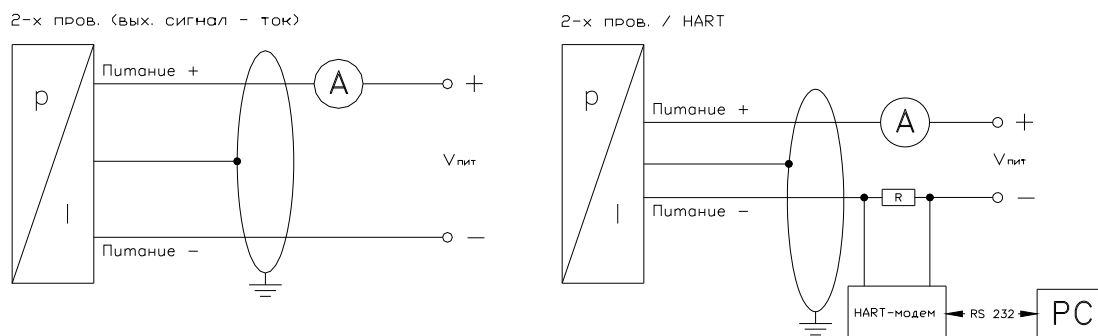 2-х пров. (вых. сигнал - ток)
Питание +
p
A
+
Vпит
I
Питание -
-
2-х пров. / HART
p
Питание +
A
+
Vпит
I
Питание -
R
-
HART-модем
RS 232
PC